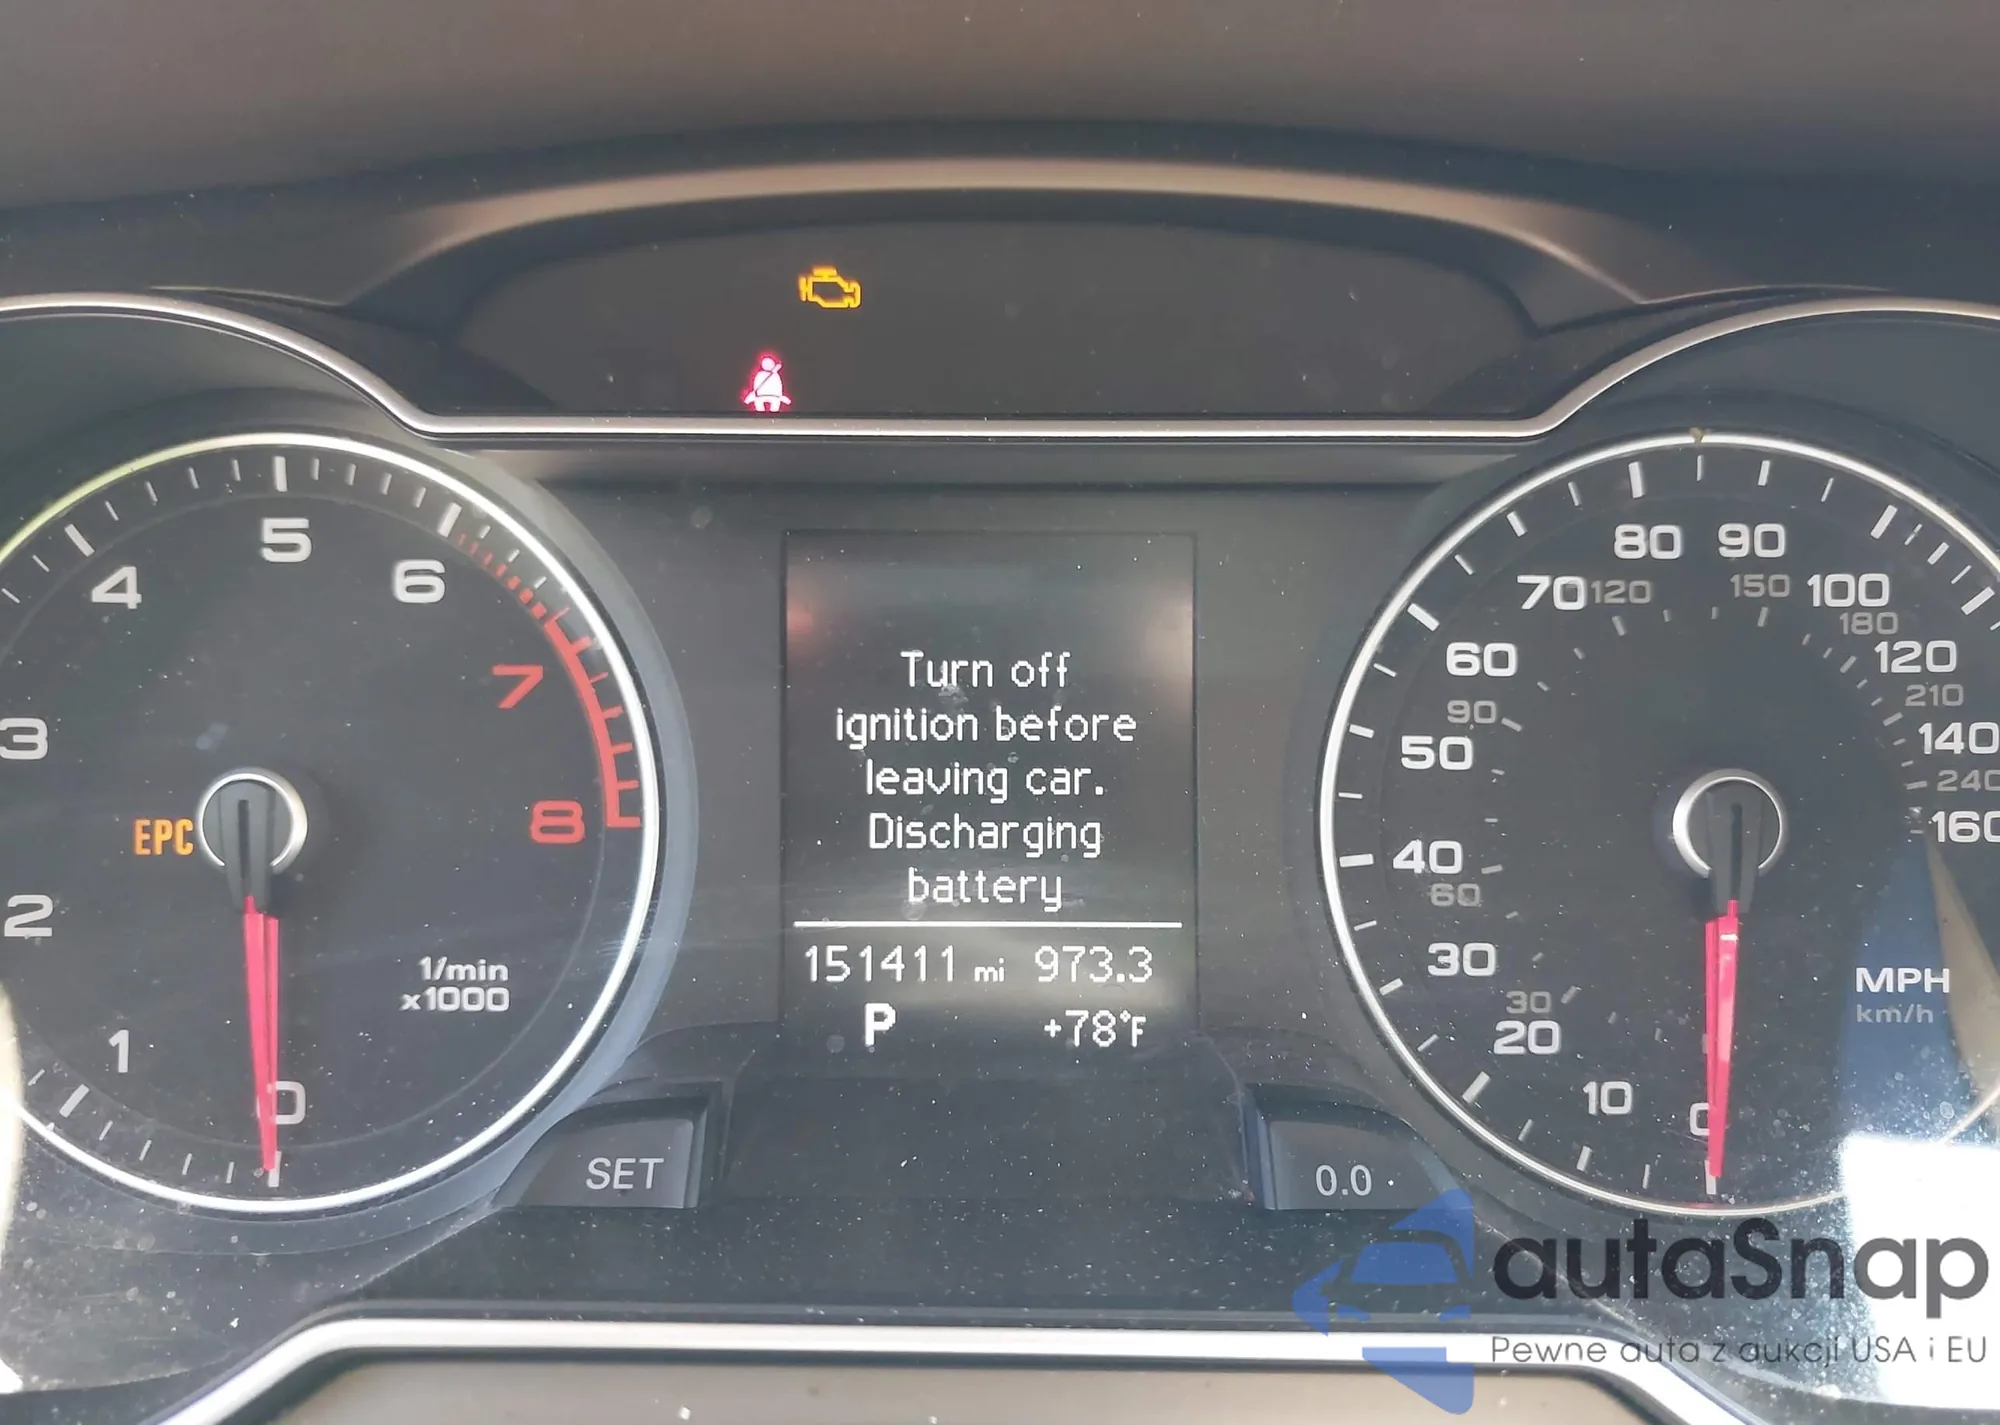 5
4
6
3
7
8
EPC
2
1/min
x1000
1
0
Turn off
ignition before
leaving car.
Discharging
battery
151411 mi 973.3
P +78°F
SET
0.0
80 90
70 120 150 100
180
60 120
90 210
50 140
240
40 160
60
30
MPH
30 km/h
20
10 0
autaSnap
Pewne auta z aukcji USA i EU